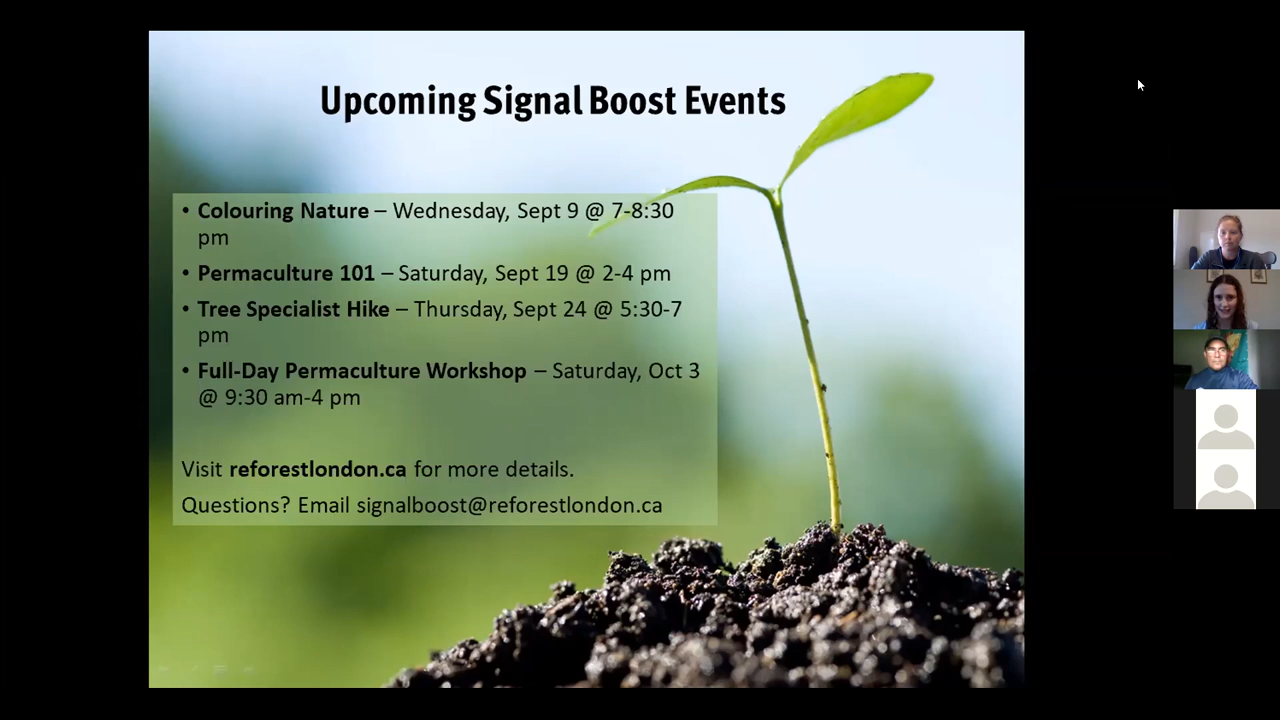 Upcoming Signal Boost Events
• Colouring Nature – Wednesday, Sept 9 @ 7-8:30
pm
• Permaculture 101 – Saturday, Sept 19 @ 2-4 pm
• Tree Specialist Hike – Thursday, Sept 24 @ 5:30-7
pm
• Full-Day Permaculture Workshop – Saturday, Oct 3
@ 9:30 am-4 pm
Visit reforestlondon.ca for more details.
Questions? Email signalboost@reforestlondon.ca